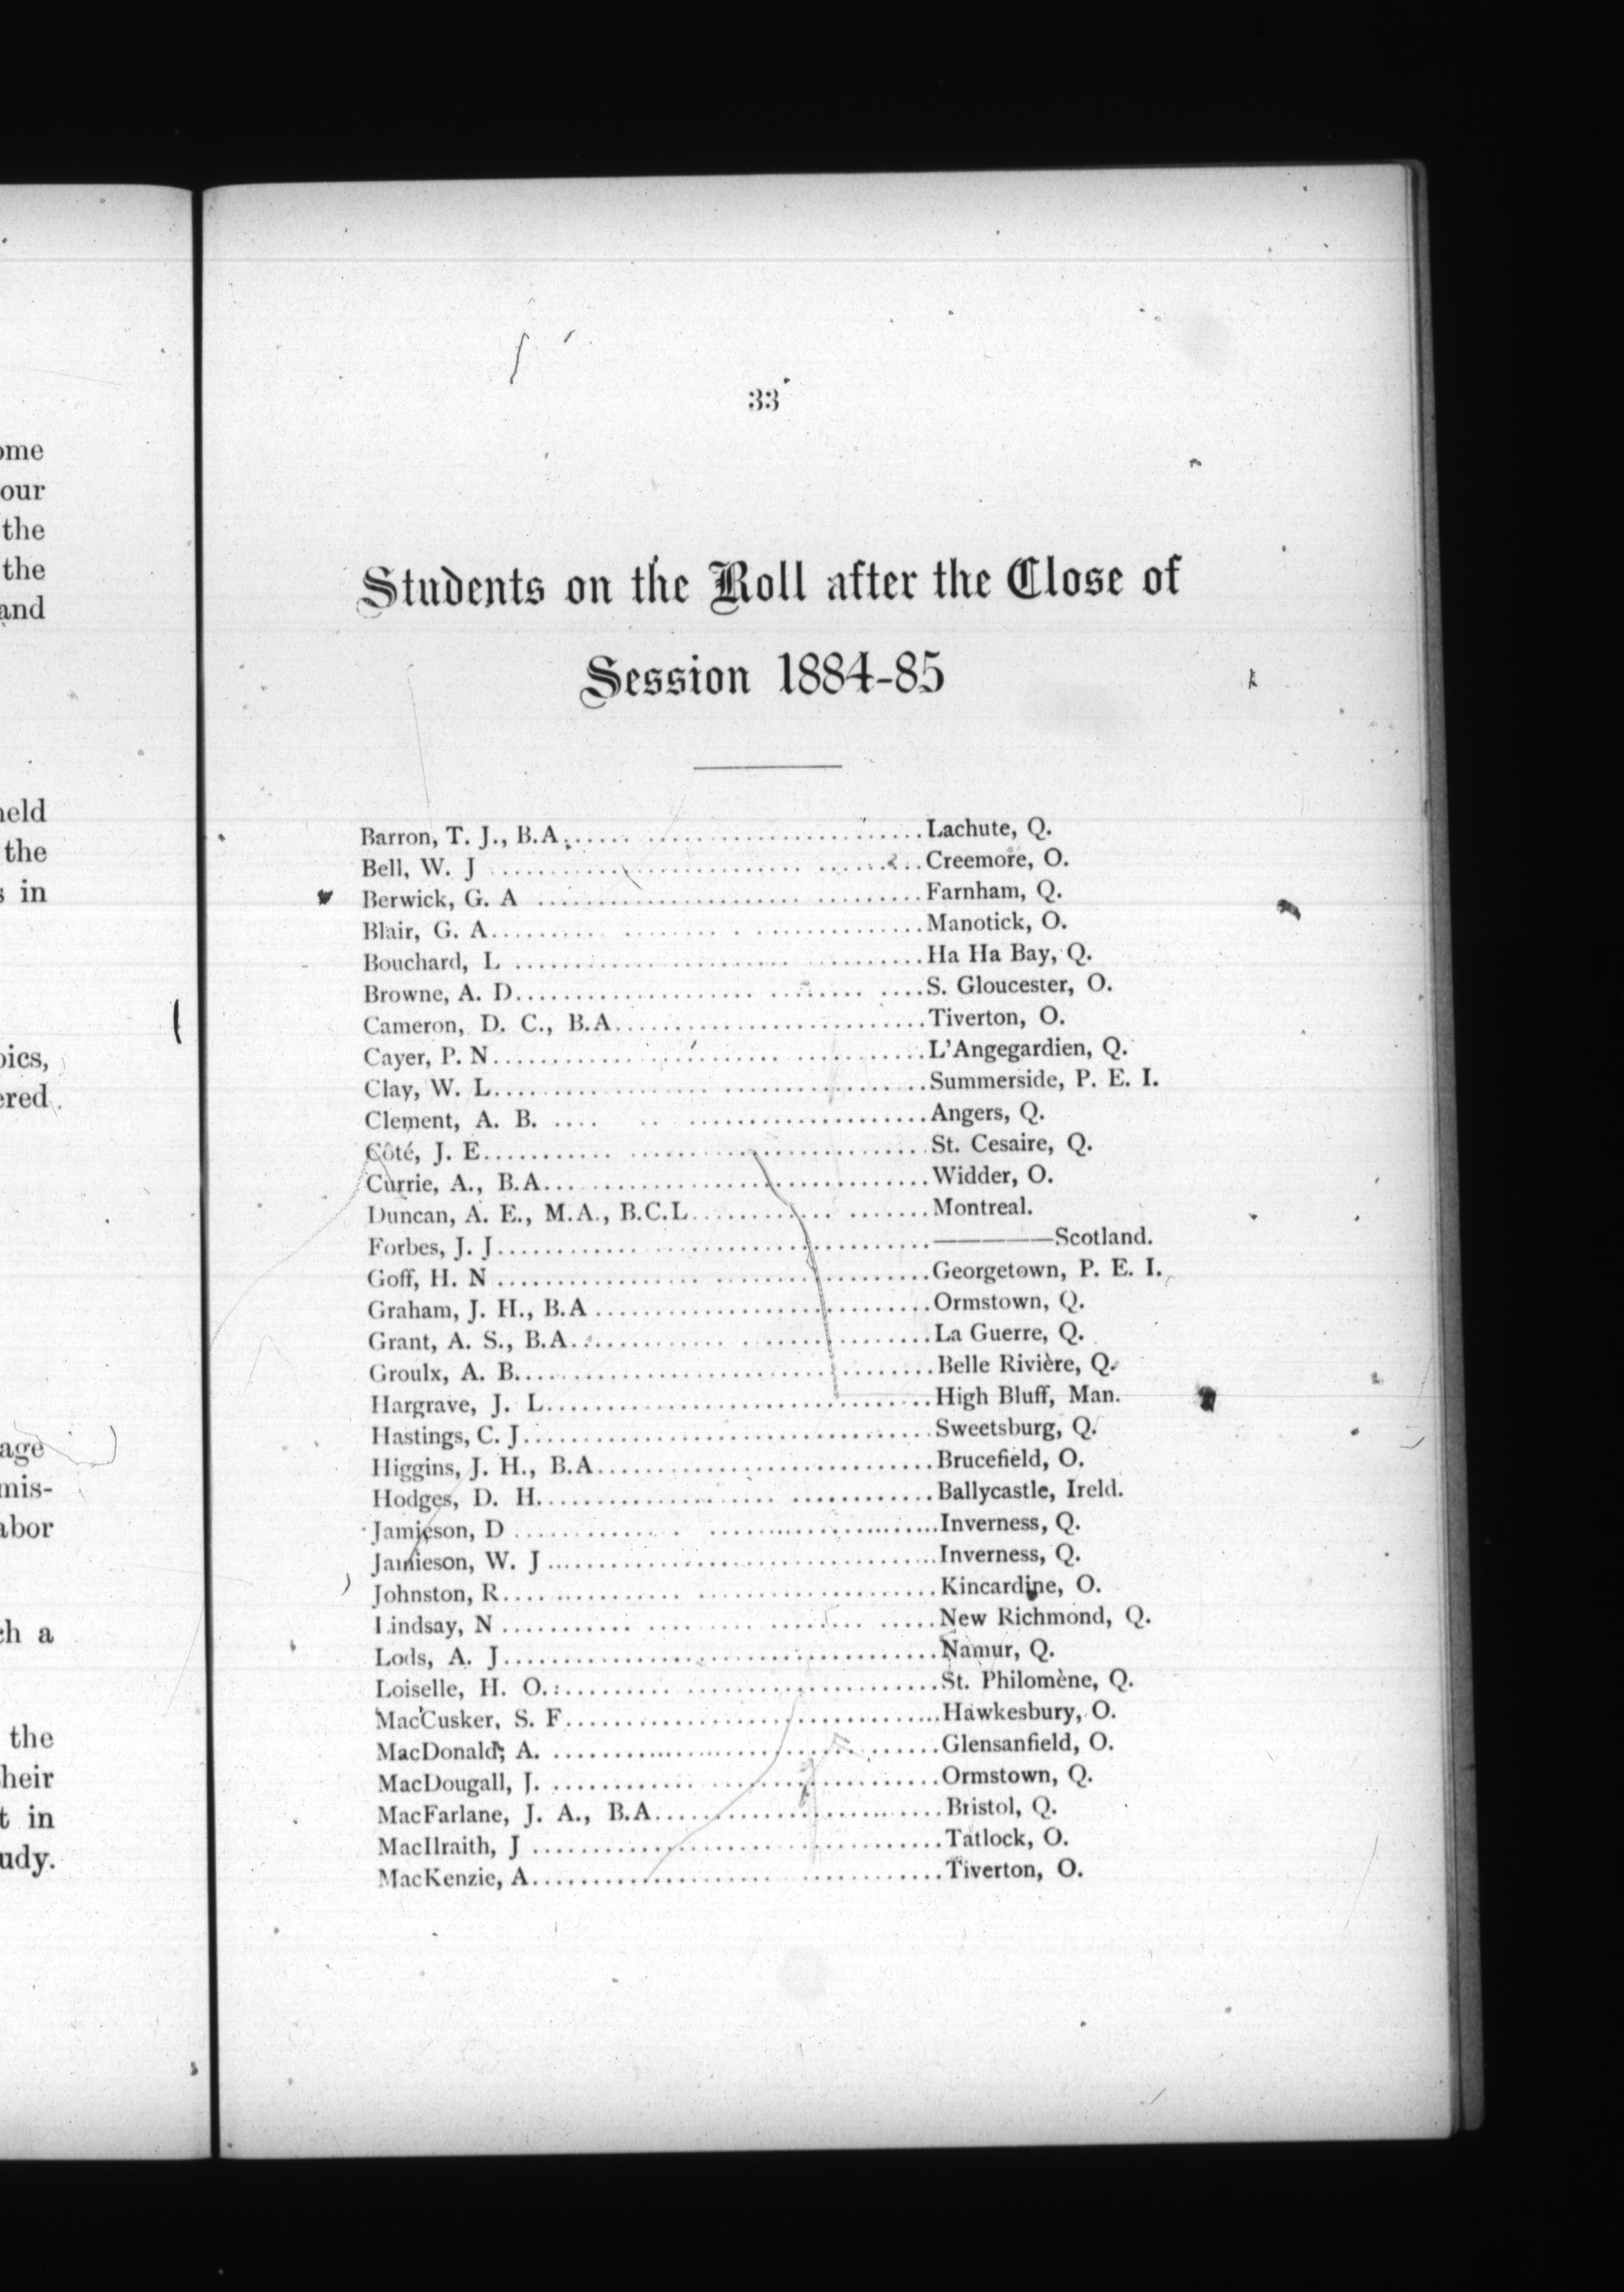 33
Students on the Roll after the Close of
Session 1884-85
Barron, T. J., B.A. Lachute, Q.
Bell, W. J Creemore, O.
Berwick, G. A Farnham, Q.
Blair, G. A. Manotick, O.
Bouchard, L Ha Ha Bay, Q.
Browne, A. D. S. Gloucester, O.
Cameron, D. C., B.A. Tiverton, O.
Cayer, P. N. L'Angegardien, Q.
Clay, W. L. Summerside, P. E. I.
Clement, A. B. Angers, Q.
Côté, J. E. St. Cesaire, Q.
Currie, A., B.A. Widder, O.
Duncan, A. E., M.A., B.C.L. Montreal.
Forbes, J. J. ————Scotland.
Goff, H. N Georgetown, P. E. I.
Graham, J. H., B.A Ormstown, Q.
Grant, A. S., B.A. La Guerre, Q.
Groulx, A. B. Belle Rivière, Q.
Hargrave, J. L. High Bluff, Man.
Hastings, C. J. Sweetsburg, Q.
Higgins, J. H., B.A. Brucefield, O.
Hodges, D. H. Ballycastle, Ireld.
Jamieson, D Inverness, Q.
Jamieson, W. J Inverness, Q.
Johnston, R. Kincardine, O.
Lindsay, N New Richmond, Q.
Lods, A. J. Namur, Q.
Loiselle, H. O. St. Philomène, Q.
MacCusker, S. F. Hawkesbury, O.
MacDonald, A. Glensanfield, O.
MacDougall, J. Ormstown, Q.
MacFarlane, J. A., B.A. Bristol, Q.
MacIlraith, J Tatlock, O.
MacKenzie, A. Tiverton, O.